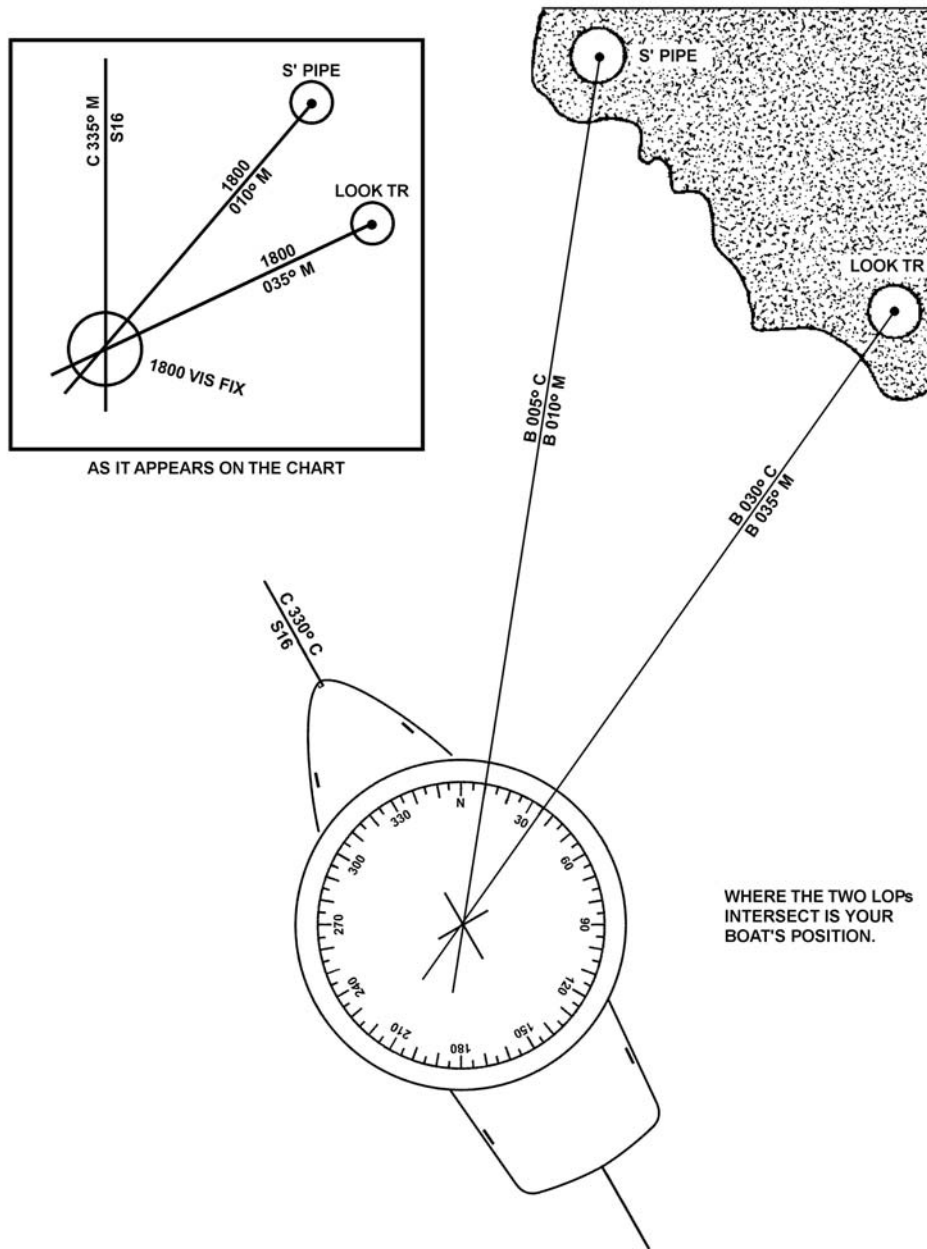 C 335° M
S16
S' PIPE
1800
010° M
LOOK TR
1800
035° M
1800 VIS FIX
AS IT APPEARS ON THE CHART
S' PIPE
LOOK TR
B 005° C
B 010° M
B 030° C
B 035° M
C 330° C
S16
N
30
60
90
120
150
180
210
240
270
300
330
WHERE THE TWO LOPs
INTERSECT IS YOUR
BOAT'S POSITION.